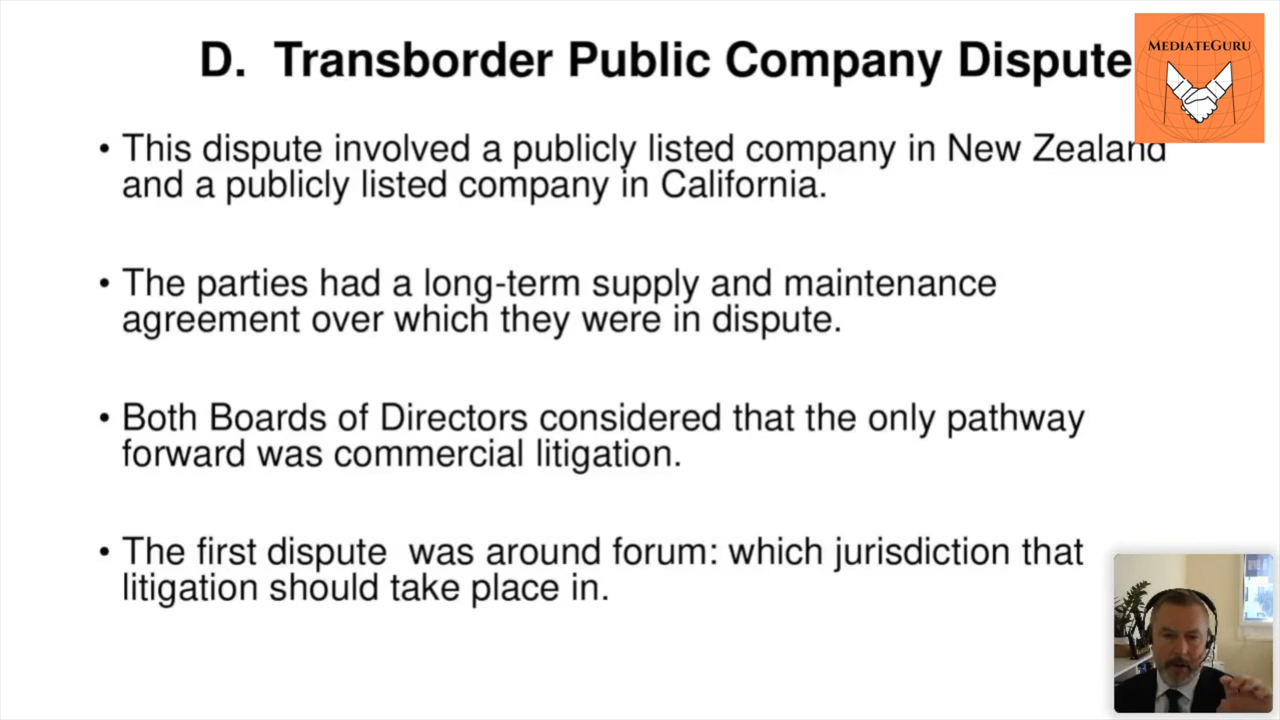 D. Transborder Public Company Dispute
MEDIATEGURU
• This dispute involved a publicly listed company in New Zealand
and a publicly listed company in California.
• The parties had a long-term supply and maintenance
agreement over which they were in dispute.
• Both Boards of Directors considered that the only pathway
forward was commercial litigation.
• The first dispute was around forum: which jurisdiction that
litigation should take place in.